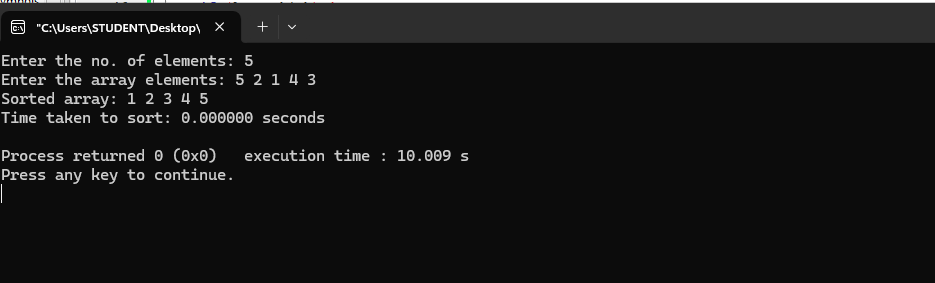 "C:\Users\STUDENT\Desktop\
Enter the no. of elements: 5
Enter the array elements: 5 2 1 4 3
Sorted array: 1 2 3 4 5
Time taken to sort: 0.000000 seconds
Process returned 0 (0x0)   execution time : 10.009 s
Press any key to continue.